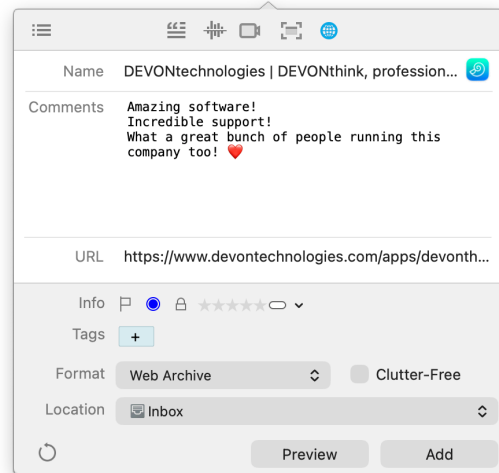 Name DEVONtechnologies | DEVONthink, profession...
Comments Amazing software!
Incredible support!
What a great bunch of people running this
company too! ❤️
URL https://www.devontechnologies.com/apps/devonth...
Info
Tags +
Format Web Archive Clutter-Free
Location Inbox
Preview Add